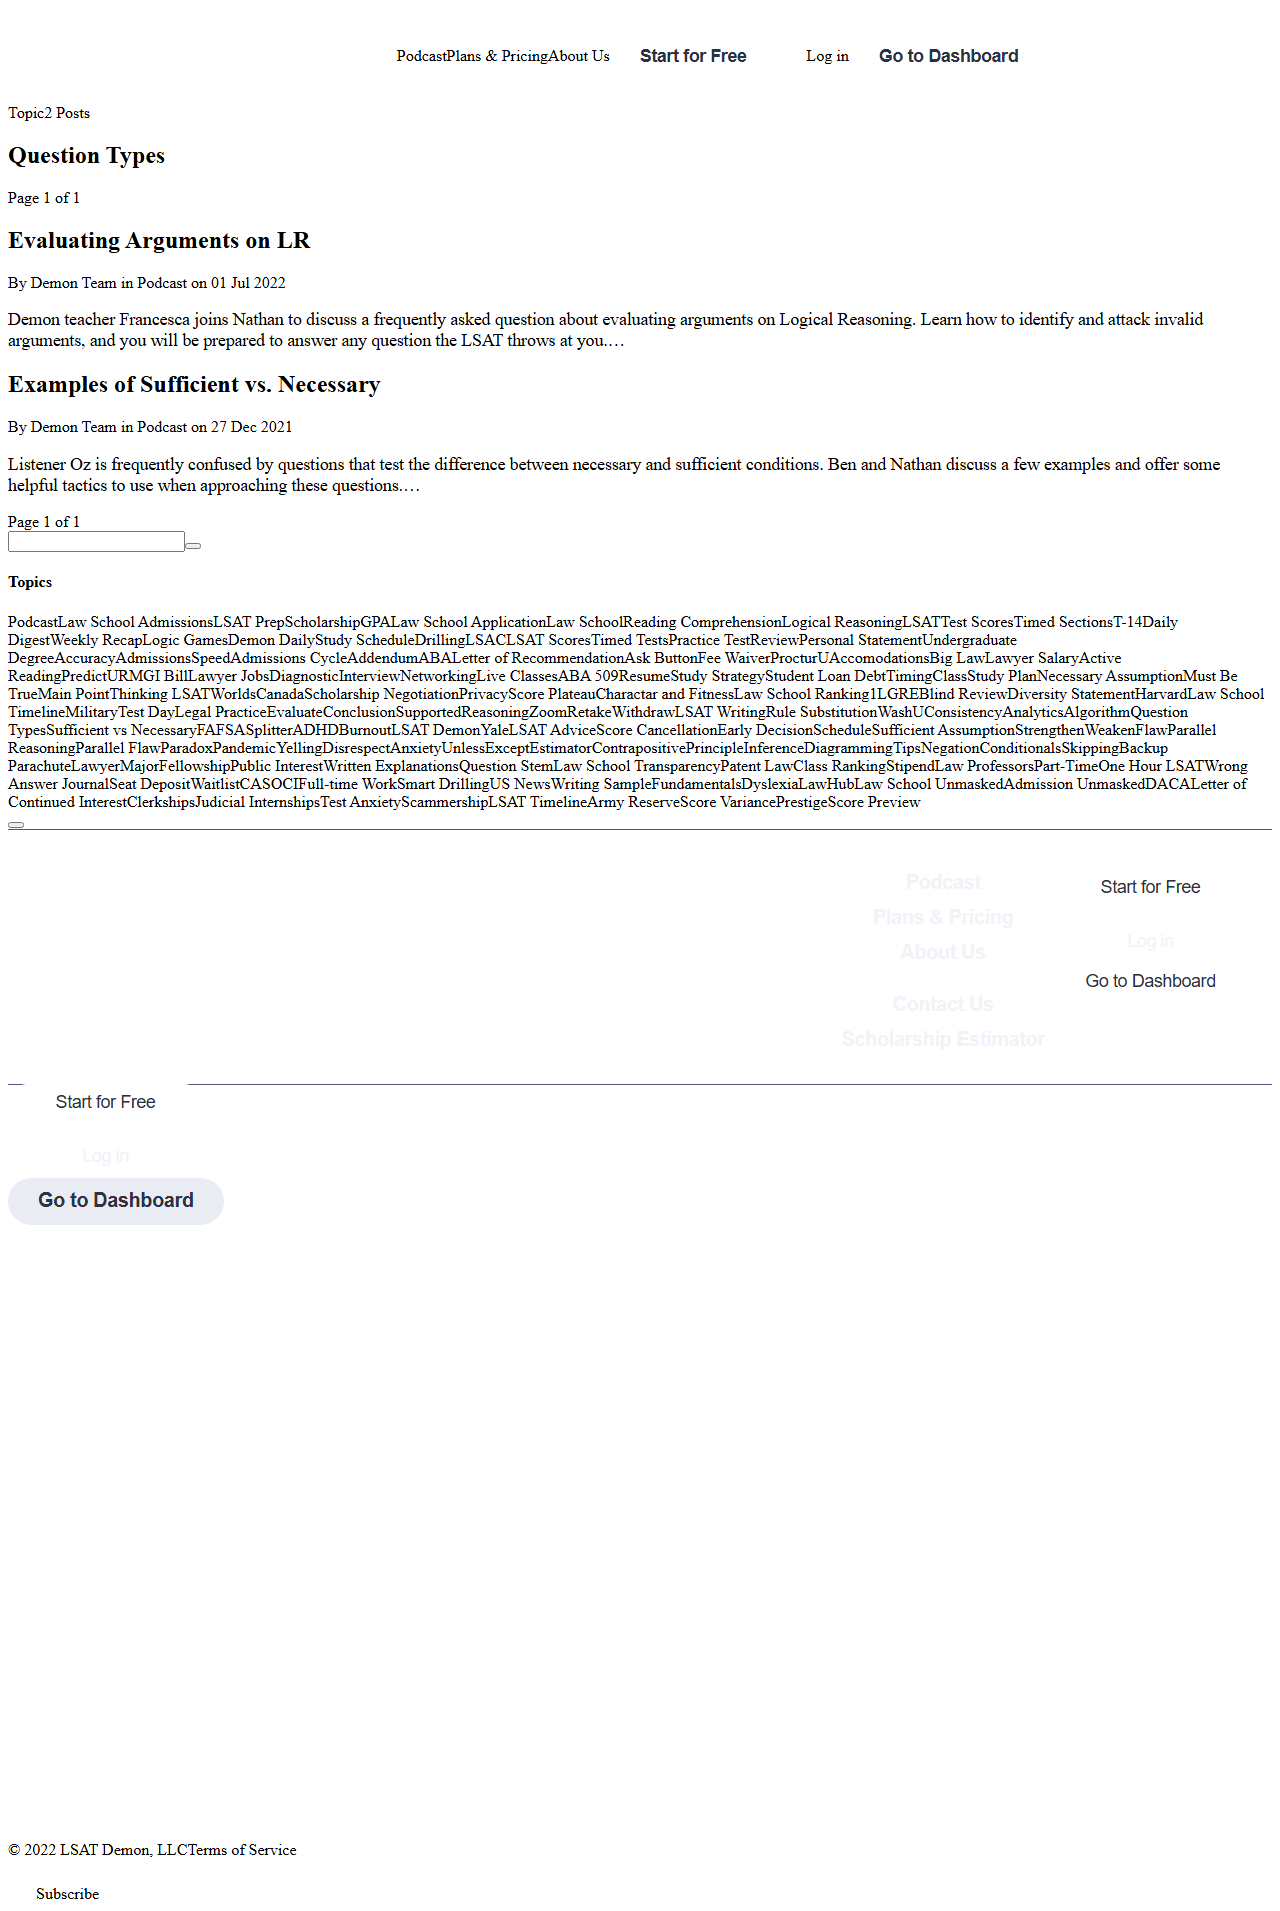 PodcastPlans & PricingAbout Us Start for Free Log in Go to Dashboard
Topic2 Posts
Question Types
Page 1 of 1
Evaluating Arguments on LR
By Demon Team in Podcast on 01 Jul 2022
Demon teacher Francesca joins Nathan to discuss a frequently asked question about evaluating arguments on Logical Reasoning. Learn how to identify and attack invalid
arguments, and you will be prepared to answer any question the LSAT throws at you.…
Examples of Sufficient vs. Necessary
By Demon Team in Podcast on 27 Dec 2021
Listener Oz is frequently confused by questions that test the difference between necessary and sufficient conditions. Ben and Nathan discuss a few examples and offer some
helpful tactics to use when approaching these questions.…
Page 1 of 1
Topics
PodcastLaw School AdmissionsLSAT PrepScholarshipGPALaw School ApplicationLaw SchoolReading ComprehensionLogical ReasoningLSATTest ScoresTimed SectionsT-14Daily
DigestWeekly RecapLogic GamesDemon DailyStudy ScheduleDrillingLSACLSAT ScoresTimed TestsPractice TestReviewPersonal StatementUndergraduate
DegreeAccuracyAdmissionsSpeedAdmissions CycleAddendumABALetter of RecommendationAsk ButtonFee WaiverProcturUAccomodationsBig LawLawyer SalaryActive
ReadingPredictURMGI BillLawyer JobsDiagnosticInterviewNetworkingLive ClassesABA 509ResumeStudy StrategyStudent Loan DebtTimingClassStudy PlanNecessary AssumptionMust Be
TrueMain PointThinking LSATWorldsCanadaScholarship NegotiationPrivacyScore PlateauCharactar and FitnessLaw School Ranking1LGREBlind ReviewDiversity StatementHarvardLaw School
TimelineMilitaryTest DayLegal PracticeEvaluateConclusionSupportedReasoningZoomRetakeWithdrawLSAT WritingRule SubstitutionWashUConsistencyAnalyticsAlgorithmQuestion
TypesSufficient vs NecessaryFAFSASplitterADHDBurnoutLSAT DemonYaleLSAT AdviceScore CancellationEarly DecisionScheduleSufficient AssumptionStrengthenWeakenFlawParallel
ReasoningParallel FlawParadoxPandemicYellingDisrespectAnxietyUnlessExceptEstimatorContrapositivePrincipleInferenceDiagrammingTipsNegationConditionalsSkippingBackup
ParachuteLawyerMajorFellowshipPublic InterestWritten ExplanationsQuestion StemLaw School TransparencyPatent LawClass RankingStipendLaw ProfessorsPart-TimeOne Hour LSATWrong
Answer JournalSeat DepositWaitlistCASOCIFull-time WorkSmart DrillingUS NewsWriting SampleFundamentalsDyslexiaLawHubLaw School UnmaskedAdmission UnmaskedDACALetter of
Continued InterestClerkshipsJudicial InternshipsTest AnxietyScammershipLSAT TimelineArmy ReserveScore VariancePrestigeScore Preview
Podcast
Plans & Pricing
About Us
Contact Us
Scholarship Estimator
Start for Free
Log in
Go to Dashboard
Start for Free
Log in
Go to Dashboard
© 2022 LSAT Demon, LLCTerms of Service
Subscribe